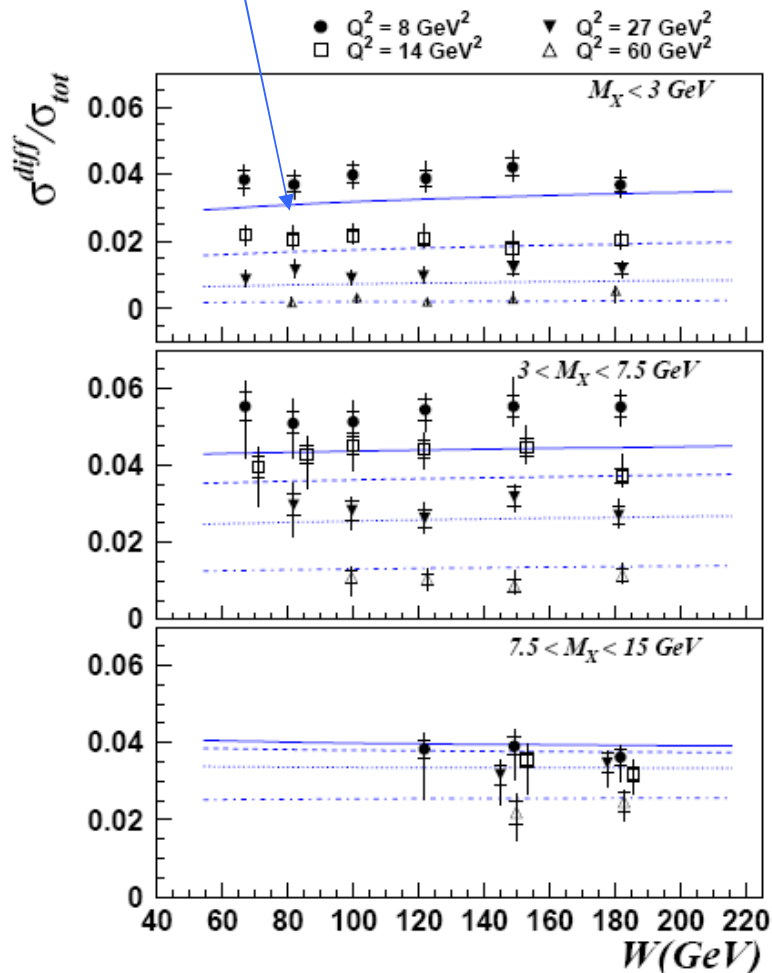 ● Q² = 8 GeV² ▼ Q² = 27 GeV²
□ Q² = 14 GeV² △ Q² = 60 GeV²
σ^diff/σ_tot
M_X < 3 GeV
0.06
0.04
0.02
0
3 < M_X < 7.5 GeV
0.06
0.04
0.02
0
7.5 < M_X < 15 GeV
0.06
0.04
0.02
0
40 60 80 100 120 140 160 180 200 220
W(GeV)